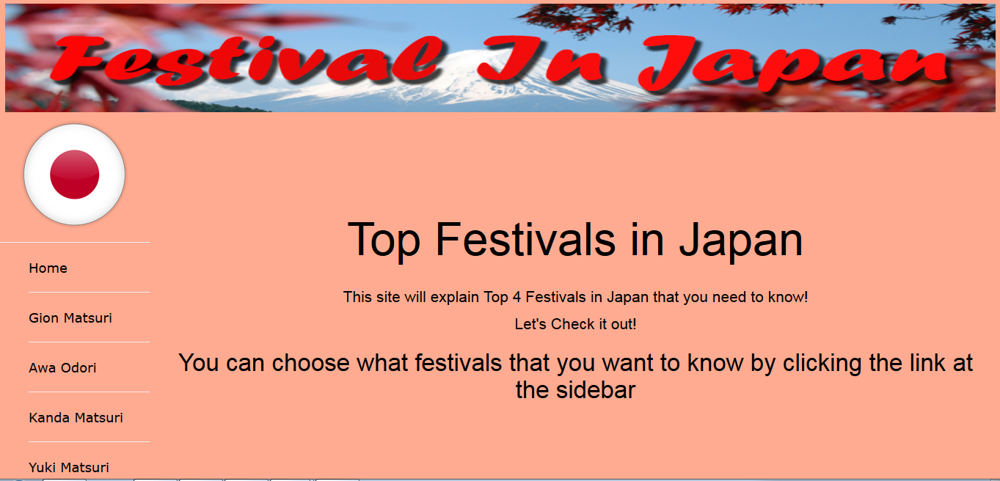 Festival In Japan
Home
Gion Matsuri
Awa Odori
Kanda Matsuri
Yuki Matsuri
Top Festivals in Japan
This site will explain Top 4 Festivals in Japan that you need to know!
Let's Check it out!
You can choose what festivals that you want to know by clicking the link at
the sidebar